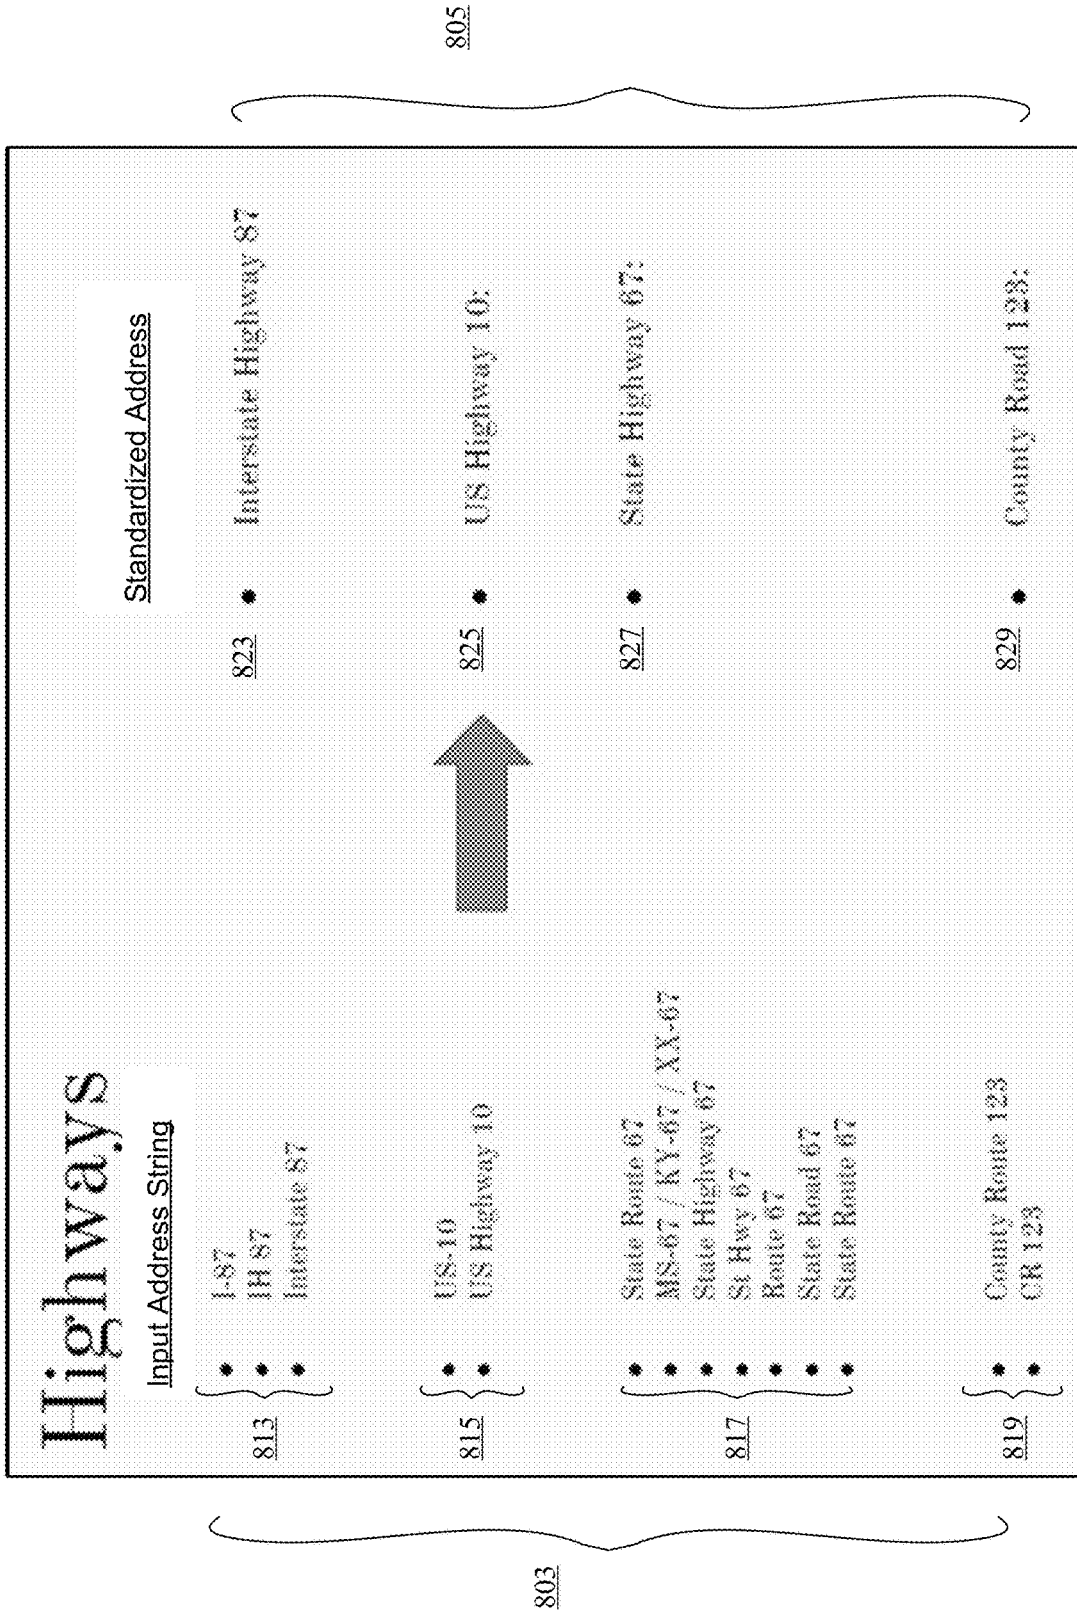 Highways
Input Address String
Standardized Address
803
805
813
I-87
IH 87
Interstate 87
823
Interstate Highway 87
815
US-10
US Highway 10
825
US Highway 10:
817
State Route 67
MS-67 / KY-67 / XX-67
State Highway 67
St Hwy 67
Route 67
State Road 67
State Route 67
827
State Highway 67:
819
County Route 123
CR 123
829
County Road 123: